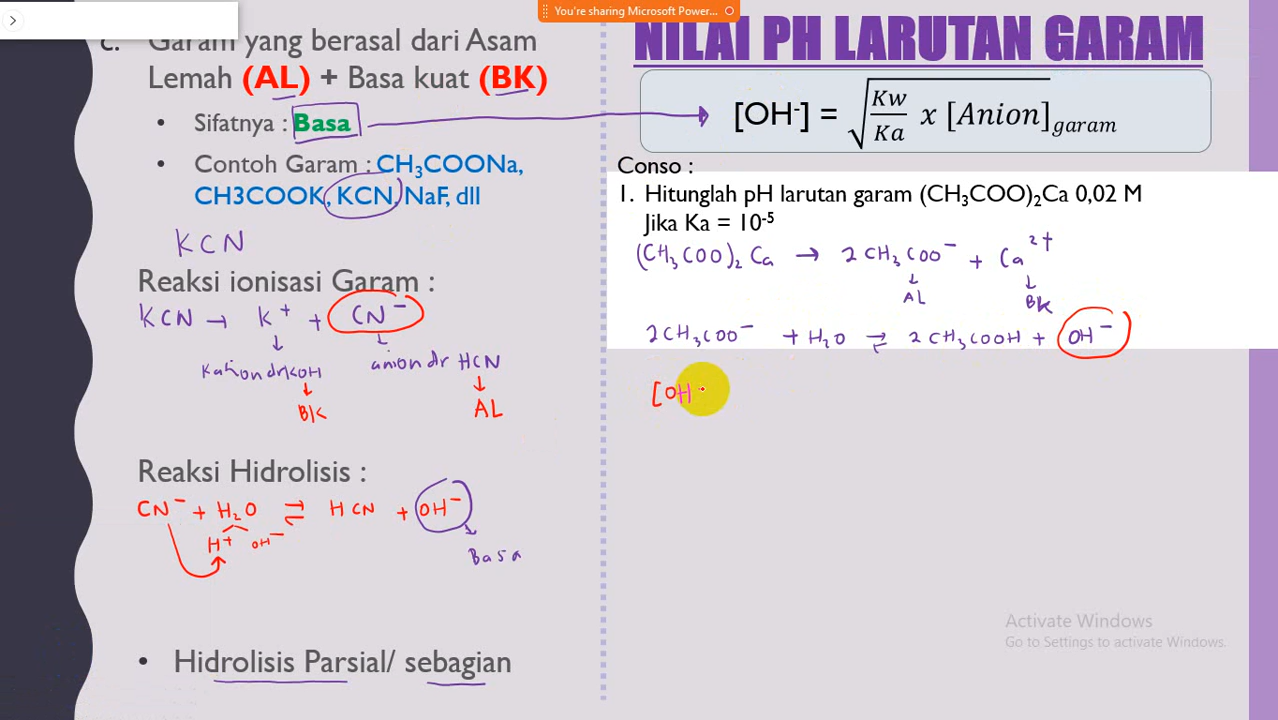 You're sharing Microsoft Power...
c. Garam yang berasal dari Asam
Lemah (AL) + Basa kuat (BK)
• Sifatnya : Basa
• Contoh Garam : CH₃COONa,
CH3COOK, KCN, NaF, dll
KCN
Reaksi ionisasi Garam :
KCN → K⁺ + CN⁻
↓ ↓
Kation dr KOH anion dr HCN
↓ ↓
BK AL
Reaksi Hidrolisis :
CN⁻ + H₂O ⇌ HCN + OH⁻
H⁺ OH⁻
Basa
• Hidrolisis Parsial/ sebagian
NILAI PH LARUTAN GARAM
[OH⁻] = √(Kw/Ka) x [Anion]garam
Conso :
1. Hitunglah pH larutan garam (CH₃COO)₂Ca 0,02 M
Jika Ka = 10⁻⁵
(CH₃COO)₂ Ca → 2 CH₃COO⁻ + Ca²⁺
↓ ↓
AL BK
2CH₃COO⁻ + H₂O ⇌ 2 CH₃COOH + OH⁻
[OH
Activate Windows
Go to Settings to activate Windows.